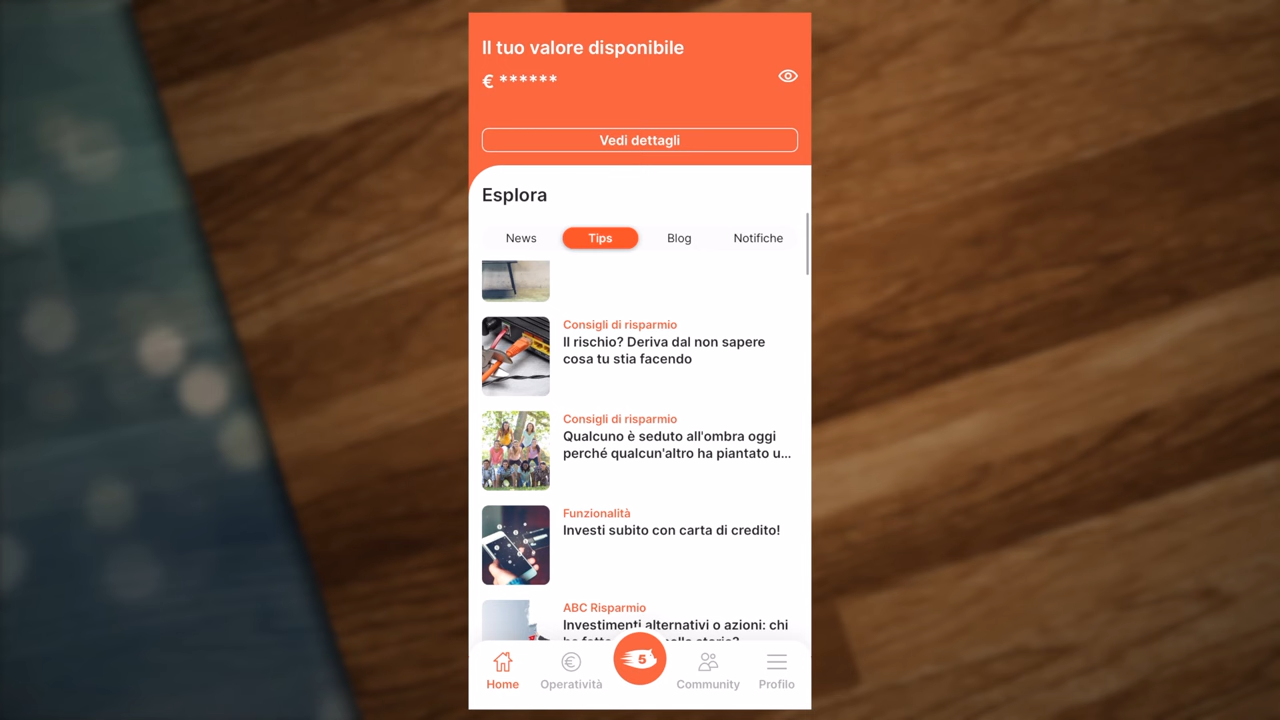 Il tuo valore disponibile
€ ******
Vedi dettagli
Esplora
News Tips Blog Notifiche
Consigli di risparmio
Il rischio? Deriva dal non sapere
cosa tu stia facendo
Consigli di risparmio
Qualcuno è seduto all'ombra oggi
perché qualcun'altro ha piantato u...
Funzionalità
Investi subito con carta di credito!
ABC Risparmio
Investimenti alternativi o azioni: chi
5
Home Operatività Community Profilo